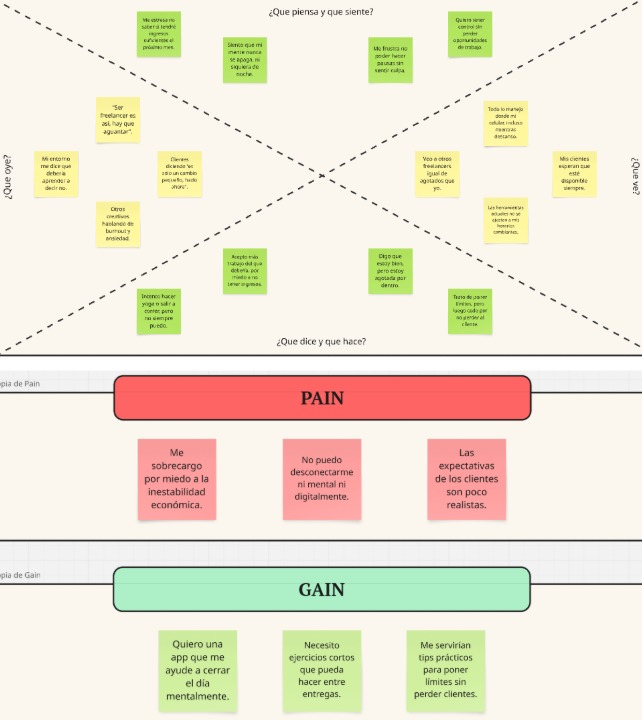 ¿Que piensa y que siente?
Me estresa no
saber si tendré
ingresos
suficientes el
próximo mes.
Siento que mi
mente nunca
se apaga, ni
siquiera de
noche.
Me frustra no
poder hacer
pausas sin
sentir culpa.
Quiero tener
control sin
perder
oportunidades
de trabajo.
¿Que oye?
"Ser
freelancer es
así, hay que
aguantar".
Mi entorno
me dice que
debería
aprender a
decir no.
Clientes
diciendo "es
solo un cambio
pequeño, hazlo
ahora".
Otros
creativos
hablando de
burnout y
ansiedad.
¿Que ve?
Todo lo manejo
desde mi
celular, incluso
mientras
descanso.
Veo a otros
freelancers
igual de
agotados que
yo.
Mis clientes
esperan que
esté
disponible
siempre.
Las herramientas
actuales no se
ajustan a mis
horarios
cambiantes.
Acepto más
trabajo del que
debería, por
miedo a no
tener ingresos.
Digo que
estoy bien,
pero estoy
agotada por
dentro.
Intento hacer
yoga o salir a
correr, pero
no siempre
puedo.
Trato de poner
límites, pero
luego cedo por
no perder al
cliente.
¿Que dice y que hace?
opia de Pain
PAIN
Me
sobrecargo
por miedo a la
inestabilidad
económica.
No puedo
desconectarme
ni mental ni
digitalmente.
Las
expectativas
de los clientes
son poco
realistas.
opia de Gain
GAIN
Quiero una
app que me
ayude a cerrar
el día
mentalmente.
Necesito
ejercicios cortos
que pueda
hacer entre
entregas.
Me servirían
tips prácticos
para poner
límites sin
perder clientes.